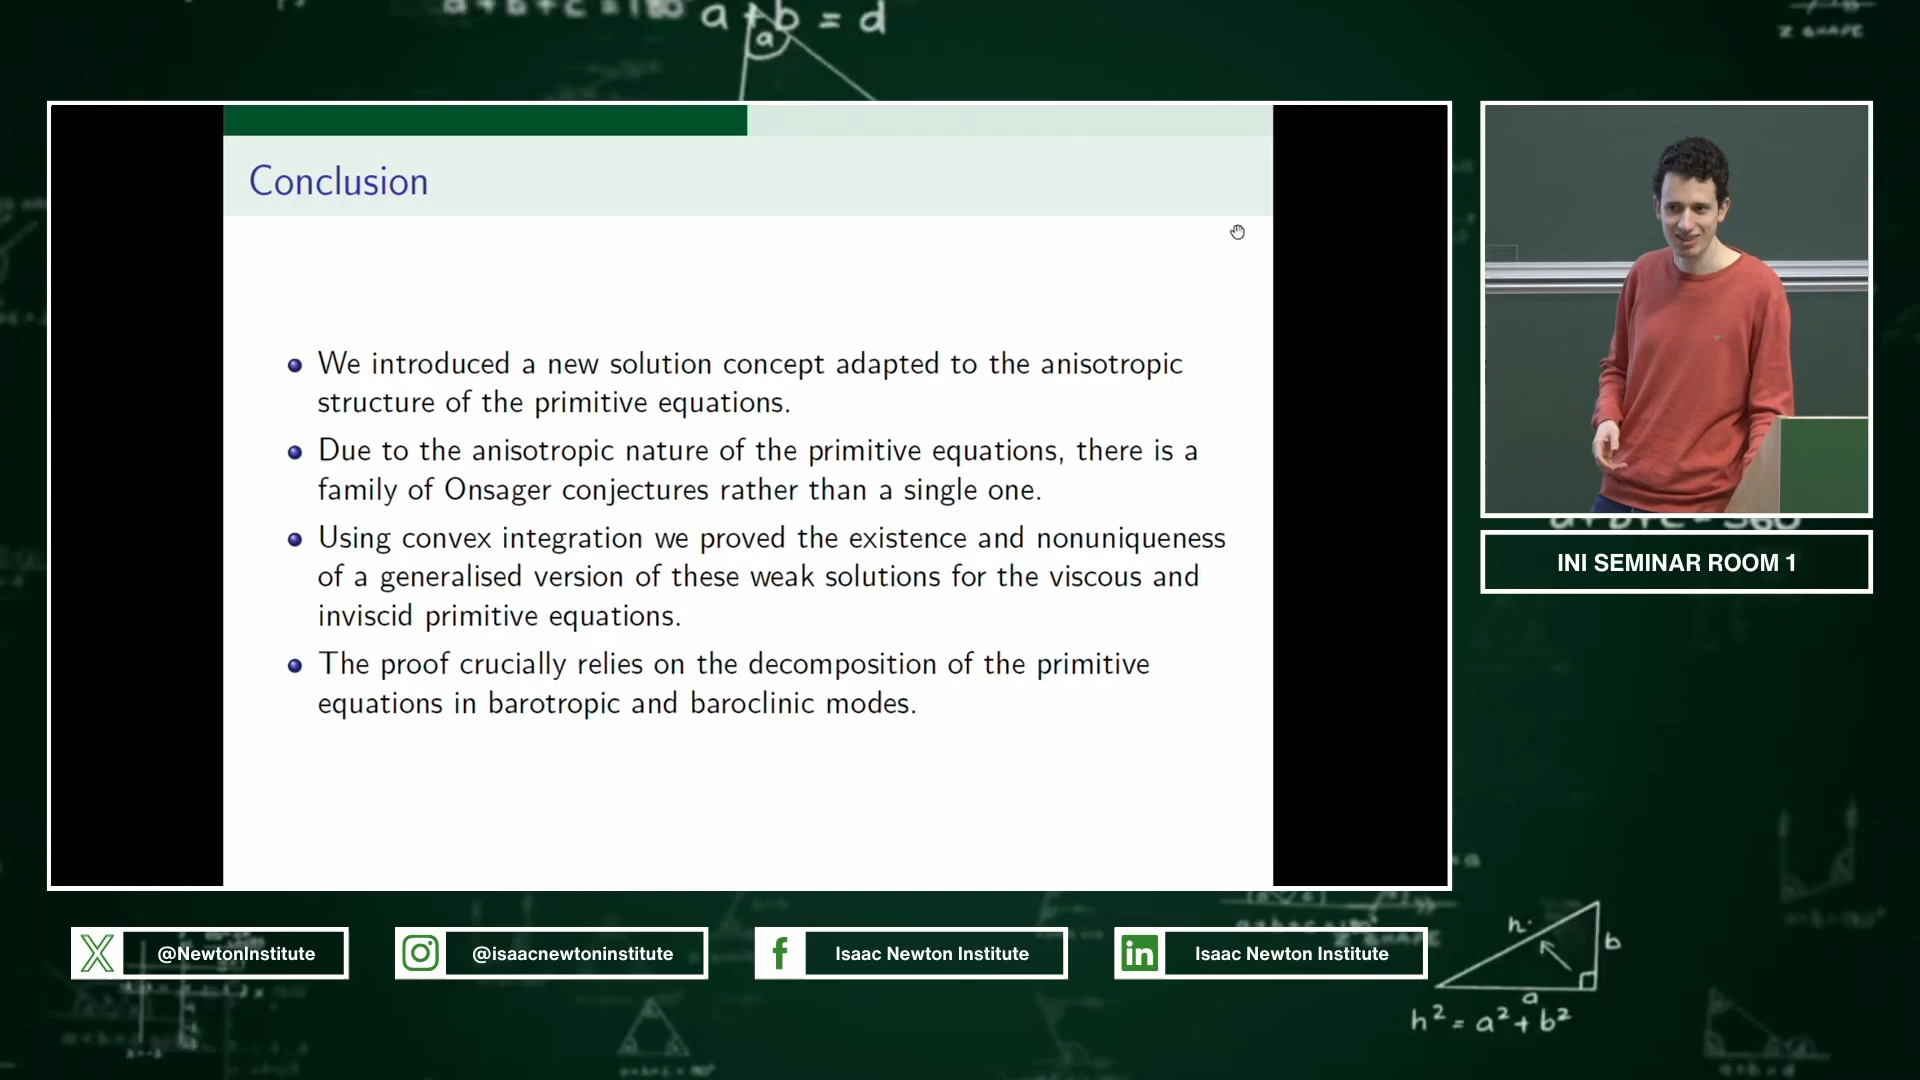 a + b = d
a
Z SHAPE
Conclusion
We introduced a new solution concept adapted to the anisotropic
structure of the primitive equations.
Due to the anisotropic nature of the primitive equations, there is a
family of Onsager conjectures rather than a single one.
Using convex integration we proved the existence and nonuniqueness
of a generalised version of these weak solutions for the viscous and
inviscid primitive equations.
The proof crucially relies on the decomposition of the primitive
equations in barotropic and baroclinic modes.
INI SEMINAR ROOM 1
@NewtonInstitute
@isaacnewtoninstitute
f
Isaac Newton Institute
in
Isaac Newton Institute
h
b
a
h² = a² + b²